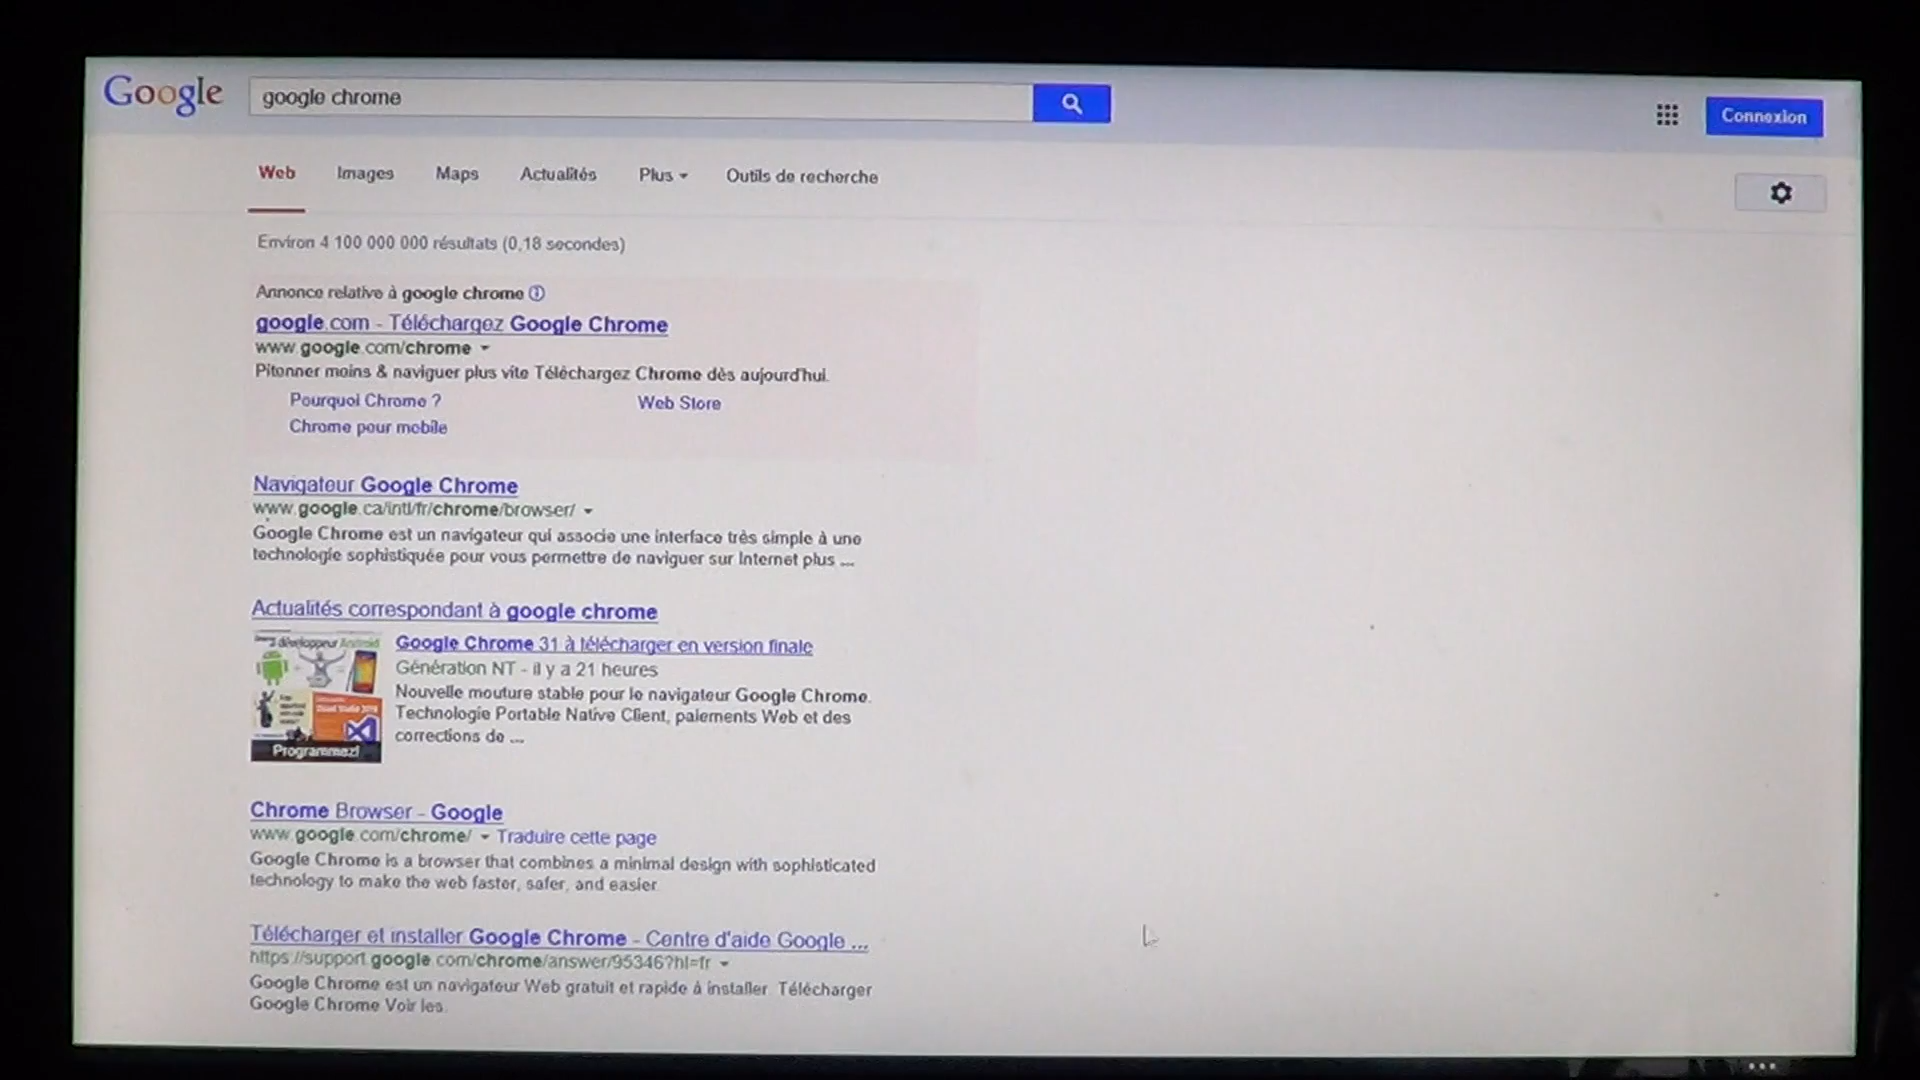 Google
google chrome
Connexion
Web Images Maps Actualités Plus Outils de recherche
Environ 4 100 000 000 résultats (0,18 secondes)
Annonce relative à google chrome
google.com - Téléchargez Google Chrome
www.google.com/chrome
Pitonner moins & naviguer plus vite Téléchargez Chrome dès aujourd'hui.
Pourquoi Chrome ? Web Store
Chrome pour mobile
Navigateur Google Chrome
www.google.ca/intl/fr/chrome/browser/
Google Chrome est un navigateur qui associe une interface très simple à une
technologie sophistiquée pour vous permettre de naviguer sur Internet plus ...
Actualités correspondant à google chrome
développeur Android
Programmez!
Google Chrome 31 à télécharger en version finale
Génération NT - il y a 21 heures
Nouvelle mouture stable pour le navigateur Google Chrome.
Technologie Portable Native Client, paiements Web et des
corrections de ...
Chrome Browser - Google
www.google.com/chrome/ Traduire cette page
Google Chrome is a browser that combines a minimal design with sophisticated
technology to make the web faster, safer, and easier.
Télécharger et installer Google Chrome - Centre d'aide Google ...
https://support.google.com/chrome/answer/95346?hl=fr
Google Chrome est un navigateur Web gratuit et rapide à installer. Télécharger
Google Chrome Voir les.